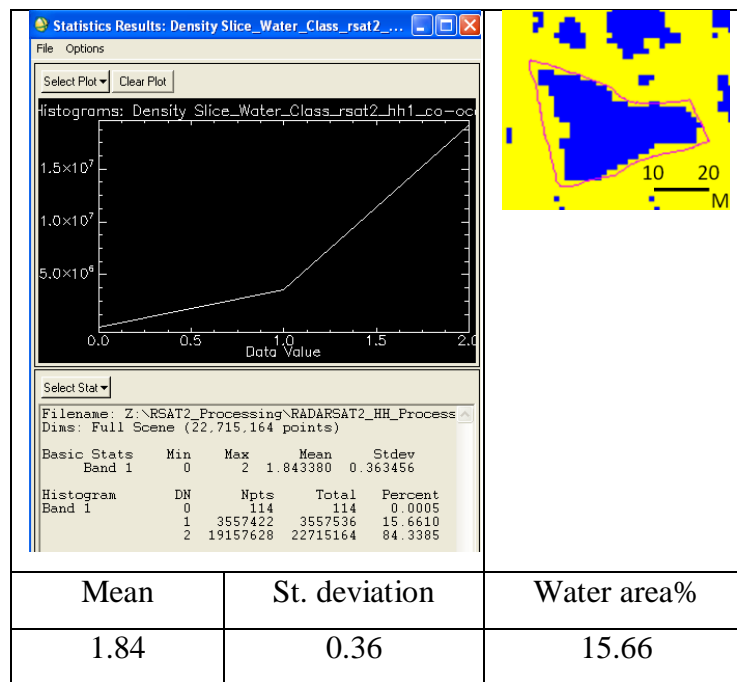 Statistics Results: Density Slice_Water_Class_rsat2_...
File Options
Select Plot Clear Plot
Histograms: Density Slice_Water_Class_rsat2_hh1_co-occ
1.5×10⁷
1.0×10⁷
5.0×10⁶
0.0 0.5 1.0 1.5 2.0
Data Value
Select Stat
Filename: Z:\RSAT2_Processing\RADARSAT2_HH_Process
Dims: Full Scene (22,715,164 points)
Basic Stats Min Max Mean Stdev
Band 1 0 2 1.843380 0.363456
Histogram DN Npts Total Percent
Band 1 0 114 114 0.0005
1 3557422 3557536 15.6610
2 19157628 22715164 84.3385
10 20
M
Mean St. deviation Water area%
1.84 0.36 15.66